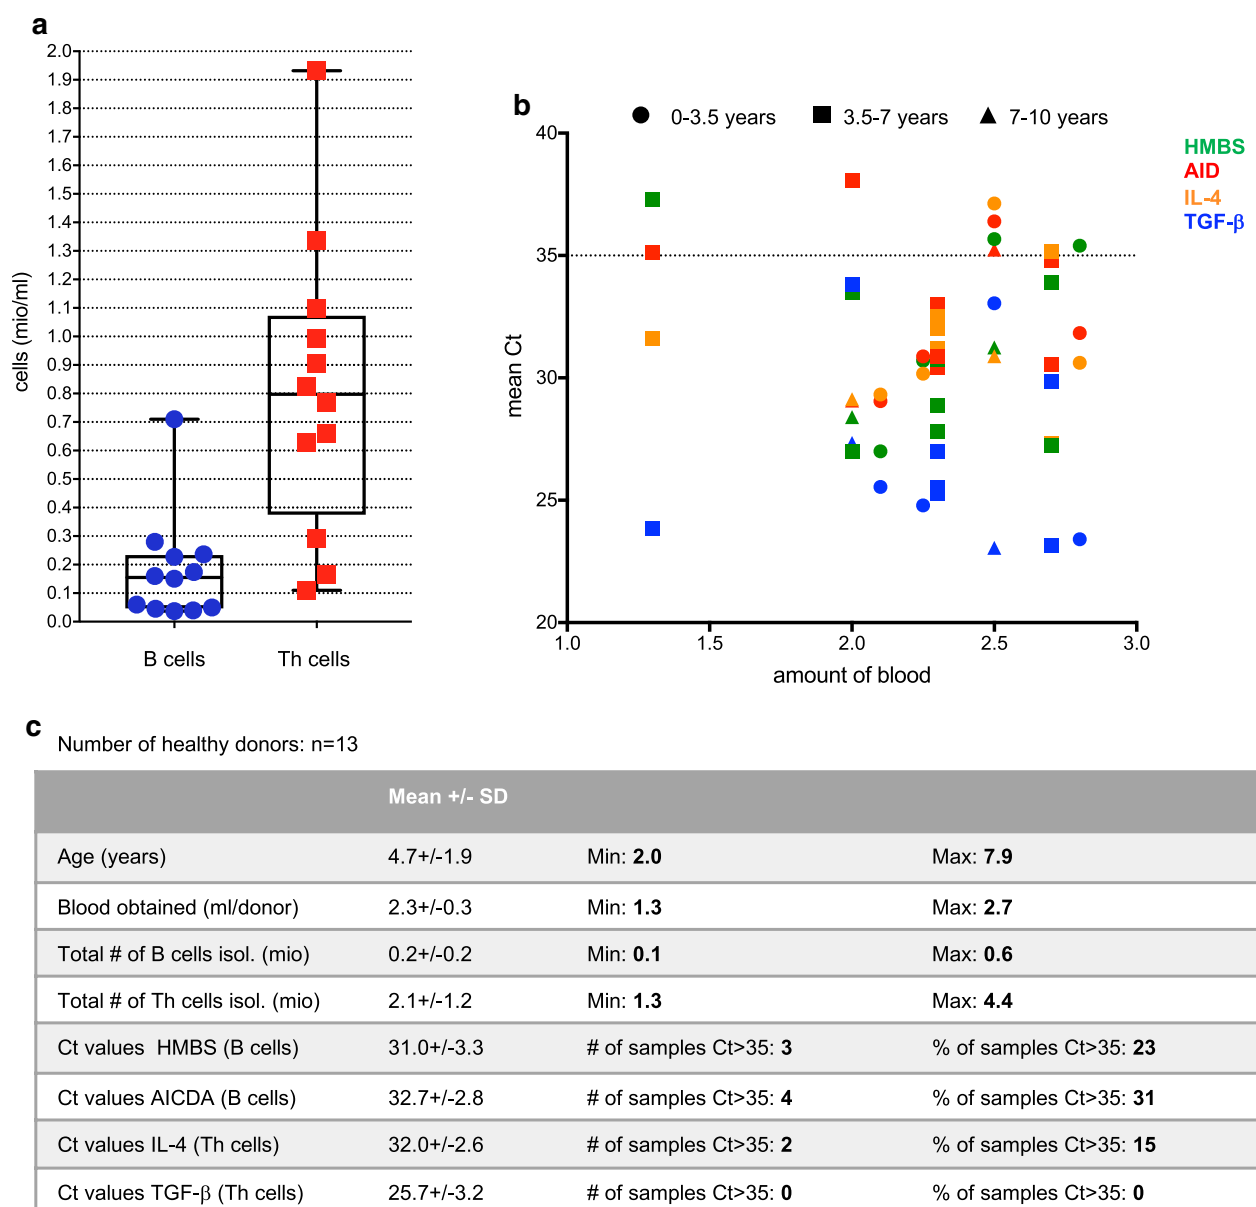 a
2.0
1.9
1.8
1.7
1.6
1.5
1.4
1.3
1.2
1.1
1.0
0.9
0.8
0.7
0.6
0.5
0.4
0.3
0.2
0.1
0.0
cells (mio/ml)
B cells Th cells
b
0-3.5 years 3.5-7 years 7-10 years
HMBS
AID
IL-4
TGF-β
40
35
30
25
20
mean Ct
1.0 1.5 2.0 2.5 3.0
amount of blood
c
Number of healthy donors: n=13
Mean +/- SD
Age (years) 4.7+/-1.9 Min: 2.0 Max: 7.9
Blood obtained (ml/donor) 2.3+/-0.3 Min: 1.3 Max: 2.7
Total # of B cells isol. (mio) 0.2+/-0.2 Min: 0.1 Max: 0.6
Total # of Th cells isol. (mio) 2.1+/-1.2 Min: 1.3 Max: 4.4
Ct values HMBS (B cells) 31.0+/-3.3 # of samples Ct>35: 3 % of samples Ct>35: 23
Ct values AICDA (B cells) 32.7+/-2.8 # of samples Ct>35: 4 % of samples Ct>35: 31
Ct values IL-4 (Th cells) 32.0+/-2.6 # of samples Ct>35: 2 % of samples Ct>35: 15
Ct values TGF-β (Th cells) 25.7+/-3.2 # of samples Ct>35: 0 % of samples Ct>35: 0